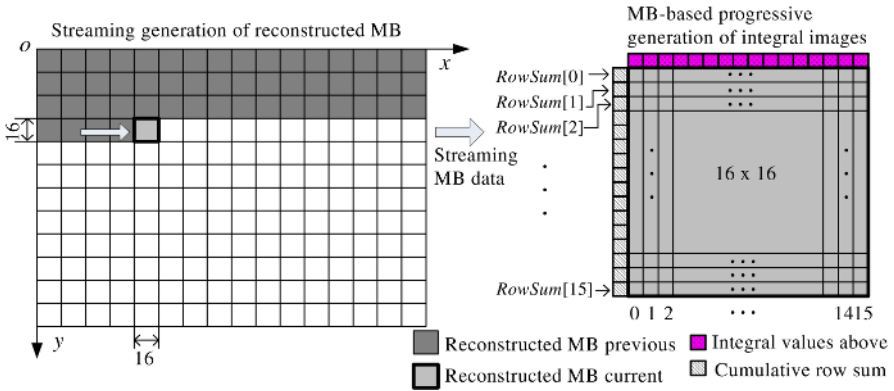 Streaming generation of reconstructed MB
o
x
16
16
y
Streaming
MB data
MB-based progressive
generation of integral images
RowSum[0]
RowSum[1]
RowSum[2]
RowSum[15]
16 x 16
0 1 2 ... 1415
Reconstructed MB previous
Reconstructed MB current
Integral values above
Cumulative row sum